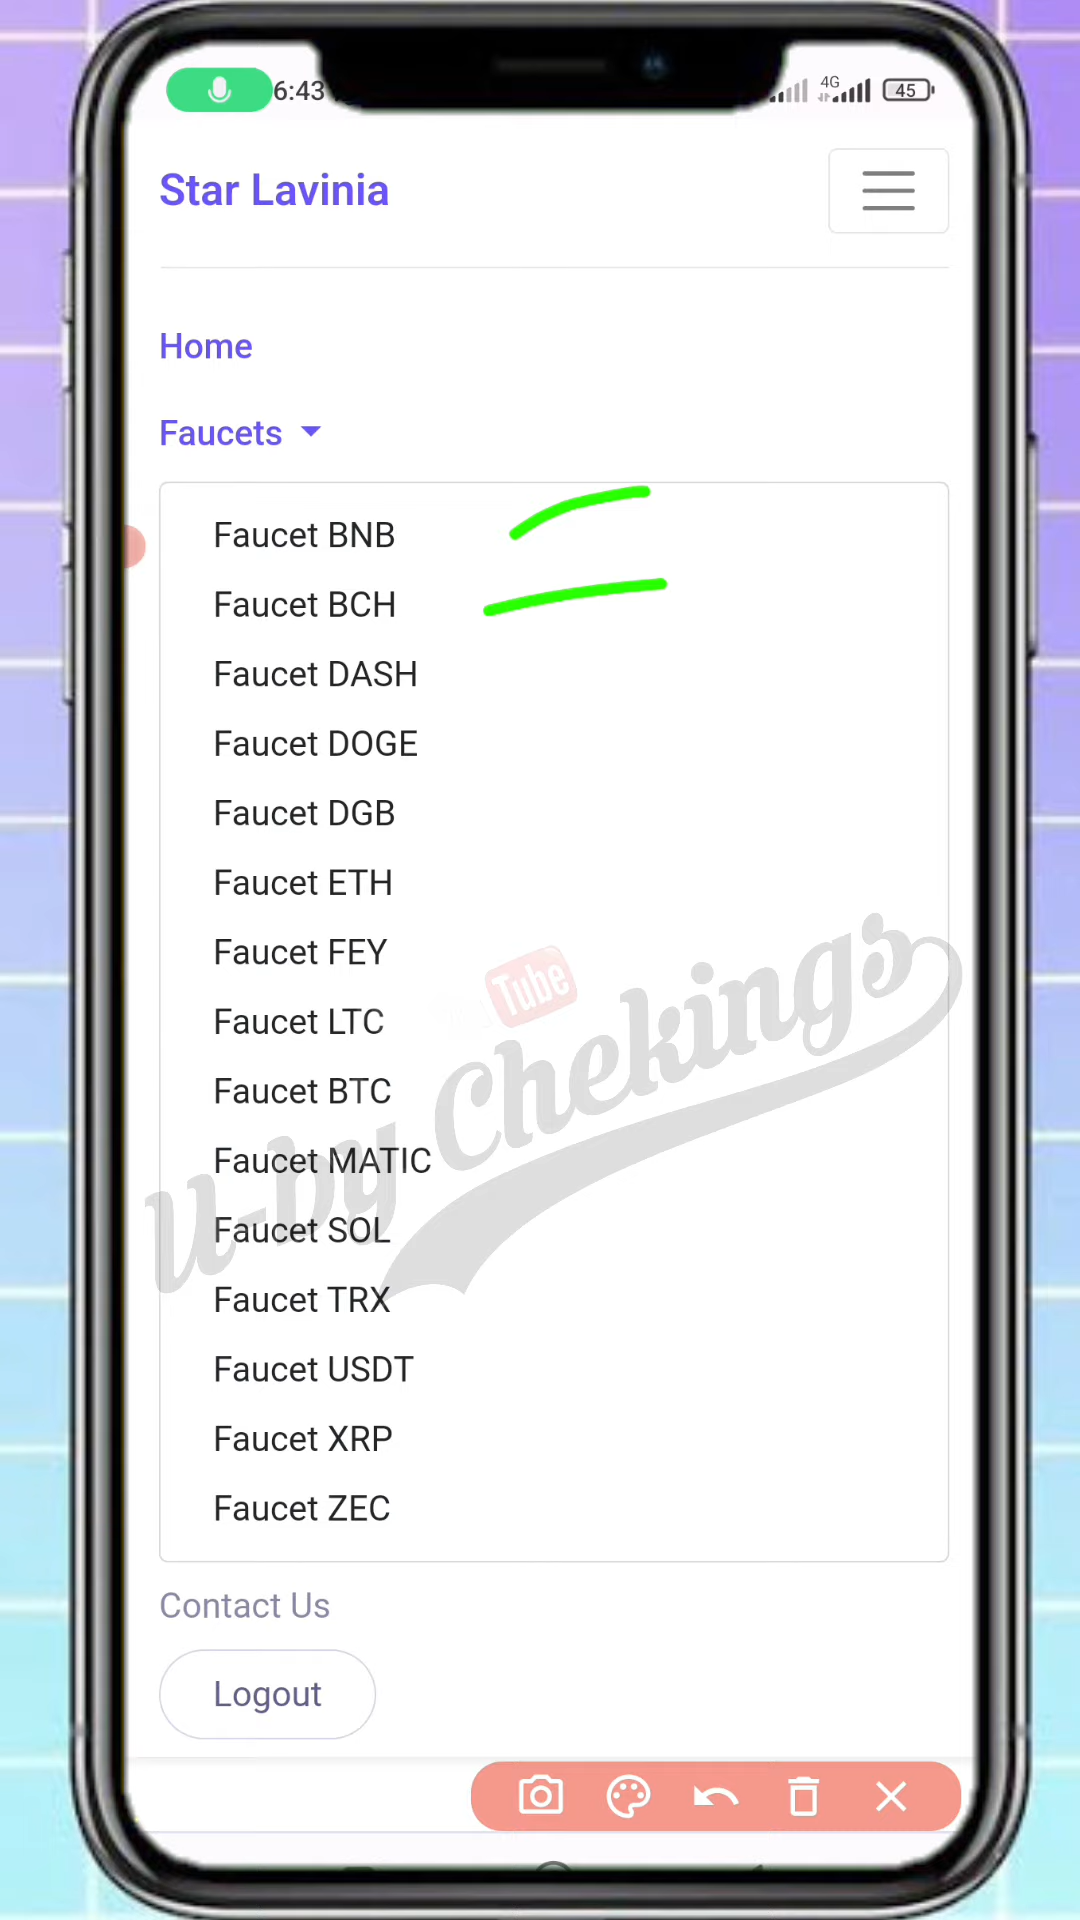 6:43
4G
45
Star Lavinia
Home
Faucets
Faucet BNB
Faucet BCH
Faucet DASH
Faucet DOGE
Faucet DGB
Faucet ETH
Faucet FEY
Tube
Faucet LTC
U-by Chekings
Faucet BTC
Faucet MATIC
Faucet SOL
Faucet TRX
Faucet USDT
Faucet XRP
Faucet ZEC
Contact Us
Logout